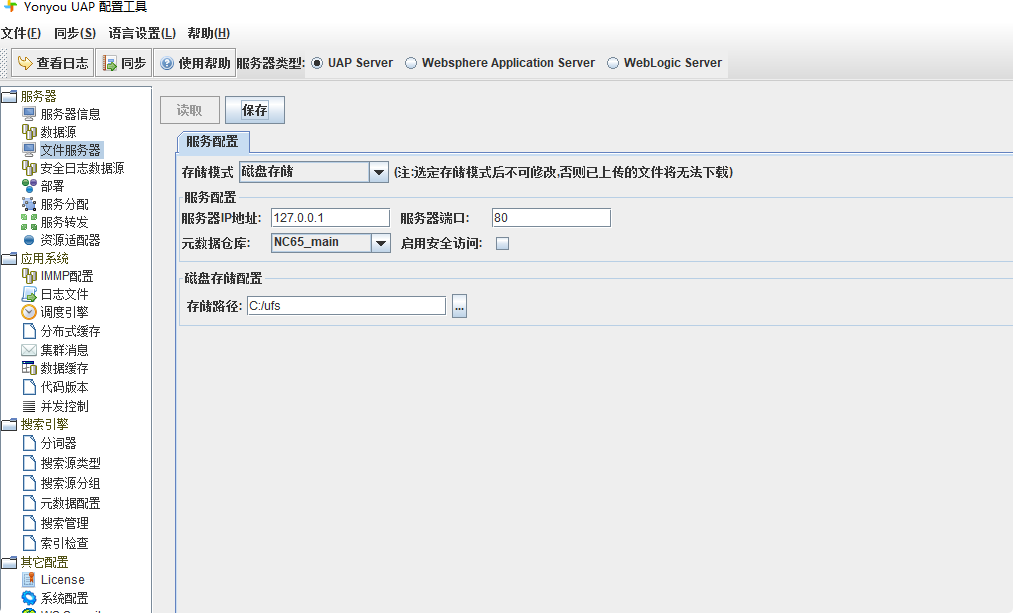 Yonyou UAP 配置工具
文件(F) 同步(S) 语言设置(L) 帮助(H)
查看日志 同步 使用帮助 服务器类型: UAP Server Websphere Application Server WebLogic Server
服务器
服务器信息
数据源
文件服务器
安全日志数据源
部署
服务分配
服务转发
资源适配器
应用系统
IMMP配置
日志文件
调度引擎
分布式缓存
集群消息
数据缓存
代码版本
并发控制
搜索引擎
分词器
搜索源类型
搜索源分组
元数据配置
搜索管理
索引检查
其它配置
License
系统配置
读取 保存
服务配置
存储模式 磁盘存储 (注:选定存储模式后不可修改,否则已上传的文件将无法下载)
服务配置
服务器IP地址: 127.0.0.1 服务器端口: 80
元数据仓库: NC65_main 启用安全访问:
磁盘存储配置
存储路径: C:/ufs ...